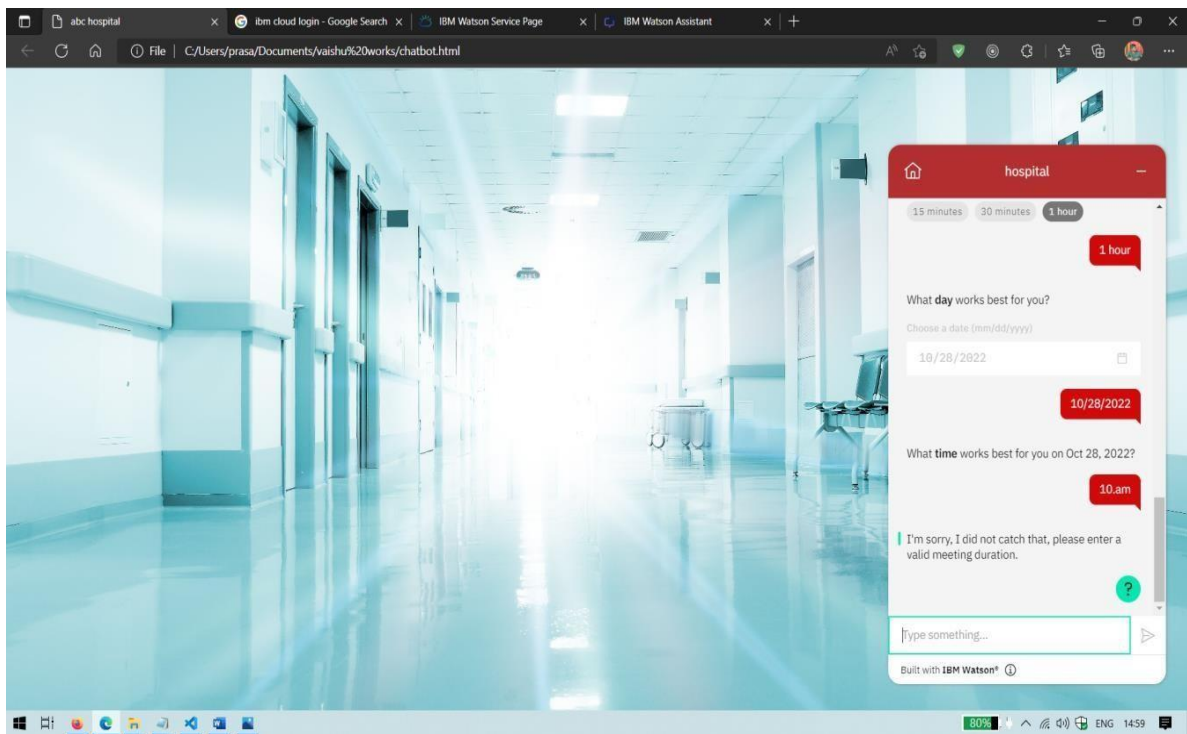 abc hospital
ibm cloud login - Google Search
IBM Watson Service Page
IBM Watson Assistant
File
C:/Users/prasa/Documents/vaishu%20works/chatbot.html
hospital
15 minutes 30 minutes 1 hour
1 hour
What day works best for you?
Choose a date (mm/dd/yyyy)
10/28/2022
10/28/2022
What time works best for you on Oct 28, 2022?
10.am
I'm sorry, I did not catch that, please enter a
valid meeting duration.
?
Type something...
Built with IBM Watson®
80% ENG 14:59